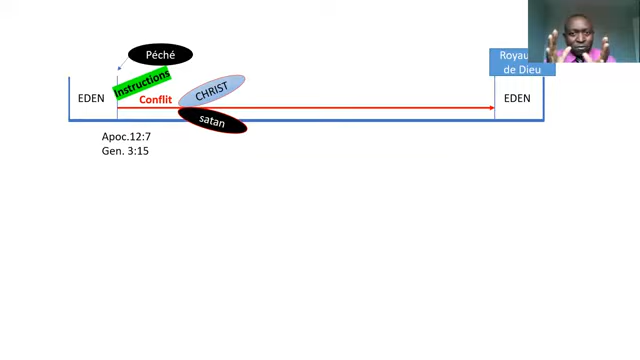 Péché
Royau
de Dieu
Instructions
EDEN
Conflit
CHRIST
EDEN
satan
Apoc.12:7
Gen. 3:15